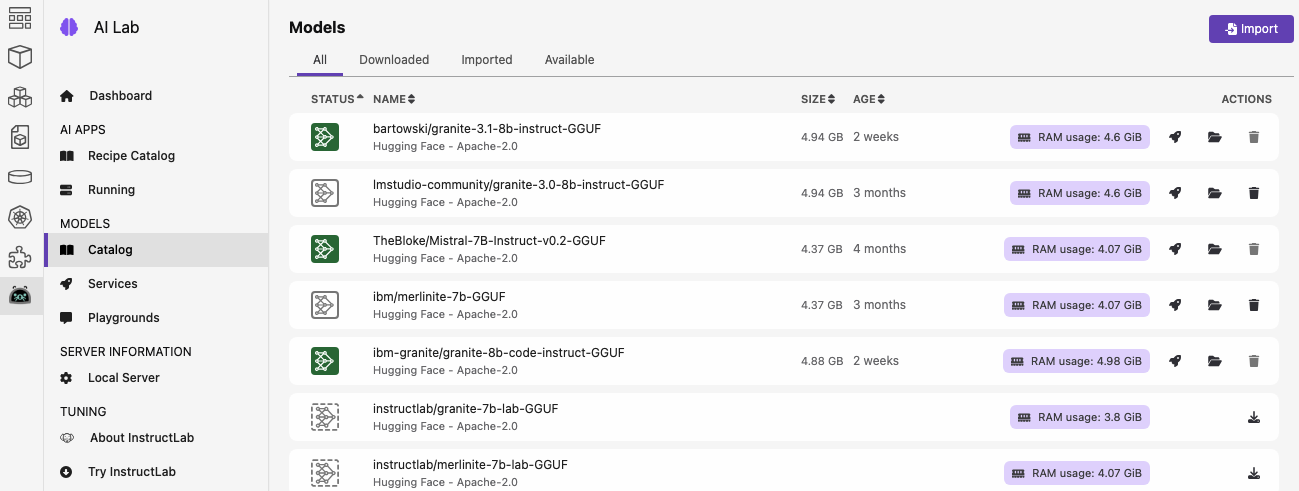 AI Lab
Dashboard
AI APPS
Recipe Catalog
Running
MODELS
Catalog
Services
Playgrounds
SERVER INFORMATION
Local Server
TUNING
About InstructLab
Try InstructLab
Models
Import
All Downloaded Imported Available
STATUS NAME SIZE AGE ACTIONS
bartowski/granite-3.1-8b-instruct-GGUF
Hugging Face - Apache-2.0
4.94 GB 2 weeks RAM usage: 4.6 GiB
lmstudio-community/granite-3.0-8b-instruct-GGUF
Hugging Face - Apache-2.0
4.94 GB 3 months RAM usage: 4.6 GiB
TheBloke/Mistral-7B-Instruct-v0.2-GGUF
Hugging Face - Apache-2.0
4.37 GB 4 months RAM usage: 4.07 GiB
ibm/merlinite-7b-GGUF
Hugging Face - Apache-2.0
4.37 GB 3 months RAM usage: 4.07 GiB
ibm-granite/granite-8b-code-instruct-GGUF
Hugging Face - Apache-2.0
4.88 GB 2 weeks RAM usage: 4.98 GiB
instructlab/granite-7b-lab-GGUF
Hugging Face - Apache-2.0
RAM usage: 3.8 GiB
instructlab/merlinite-7b-lab-GGUF
Hugging Face - Apache-2.0
RAM usage: 4.07 GiB